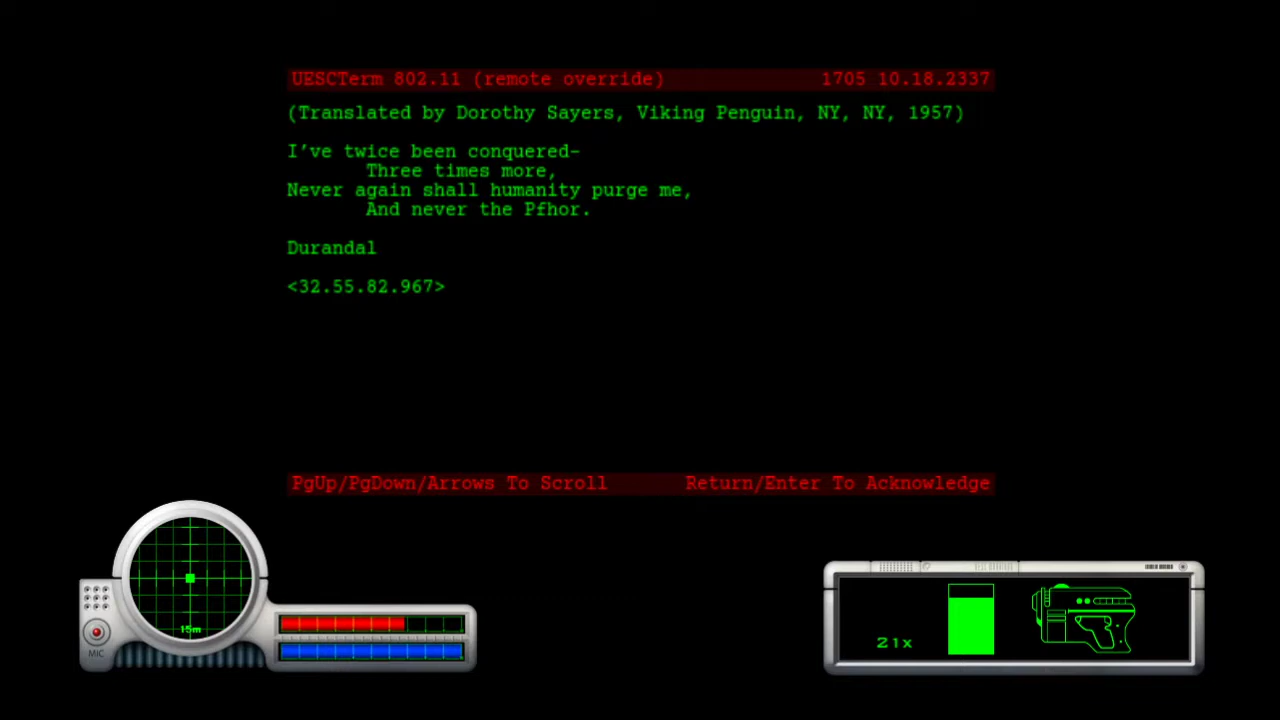 UESCTerm 802.11 (remote override) 1705 10.18.2337
(Translated by Dorothy Sayers, Viking Penguin, NY, NY, 1957)
I've twice been conquered-
Three times more,
Never again shall humanity purge me,
And never the Pfhor.
Durandal
<32.55.82.967>
PgUp/PgDown/Arrows To Scroll Return/Enter To Acknowledge
15m
MIC
21x